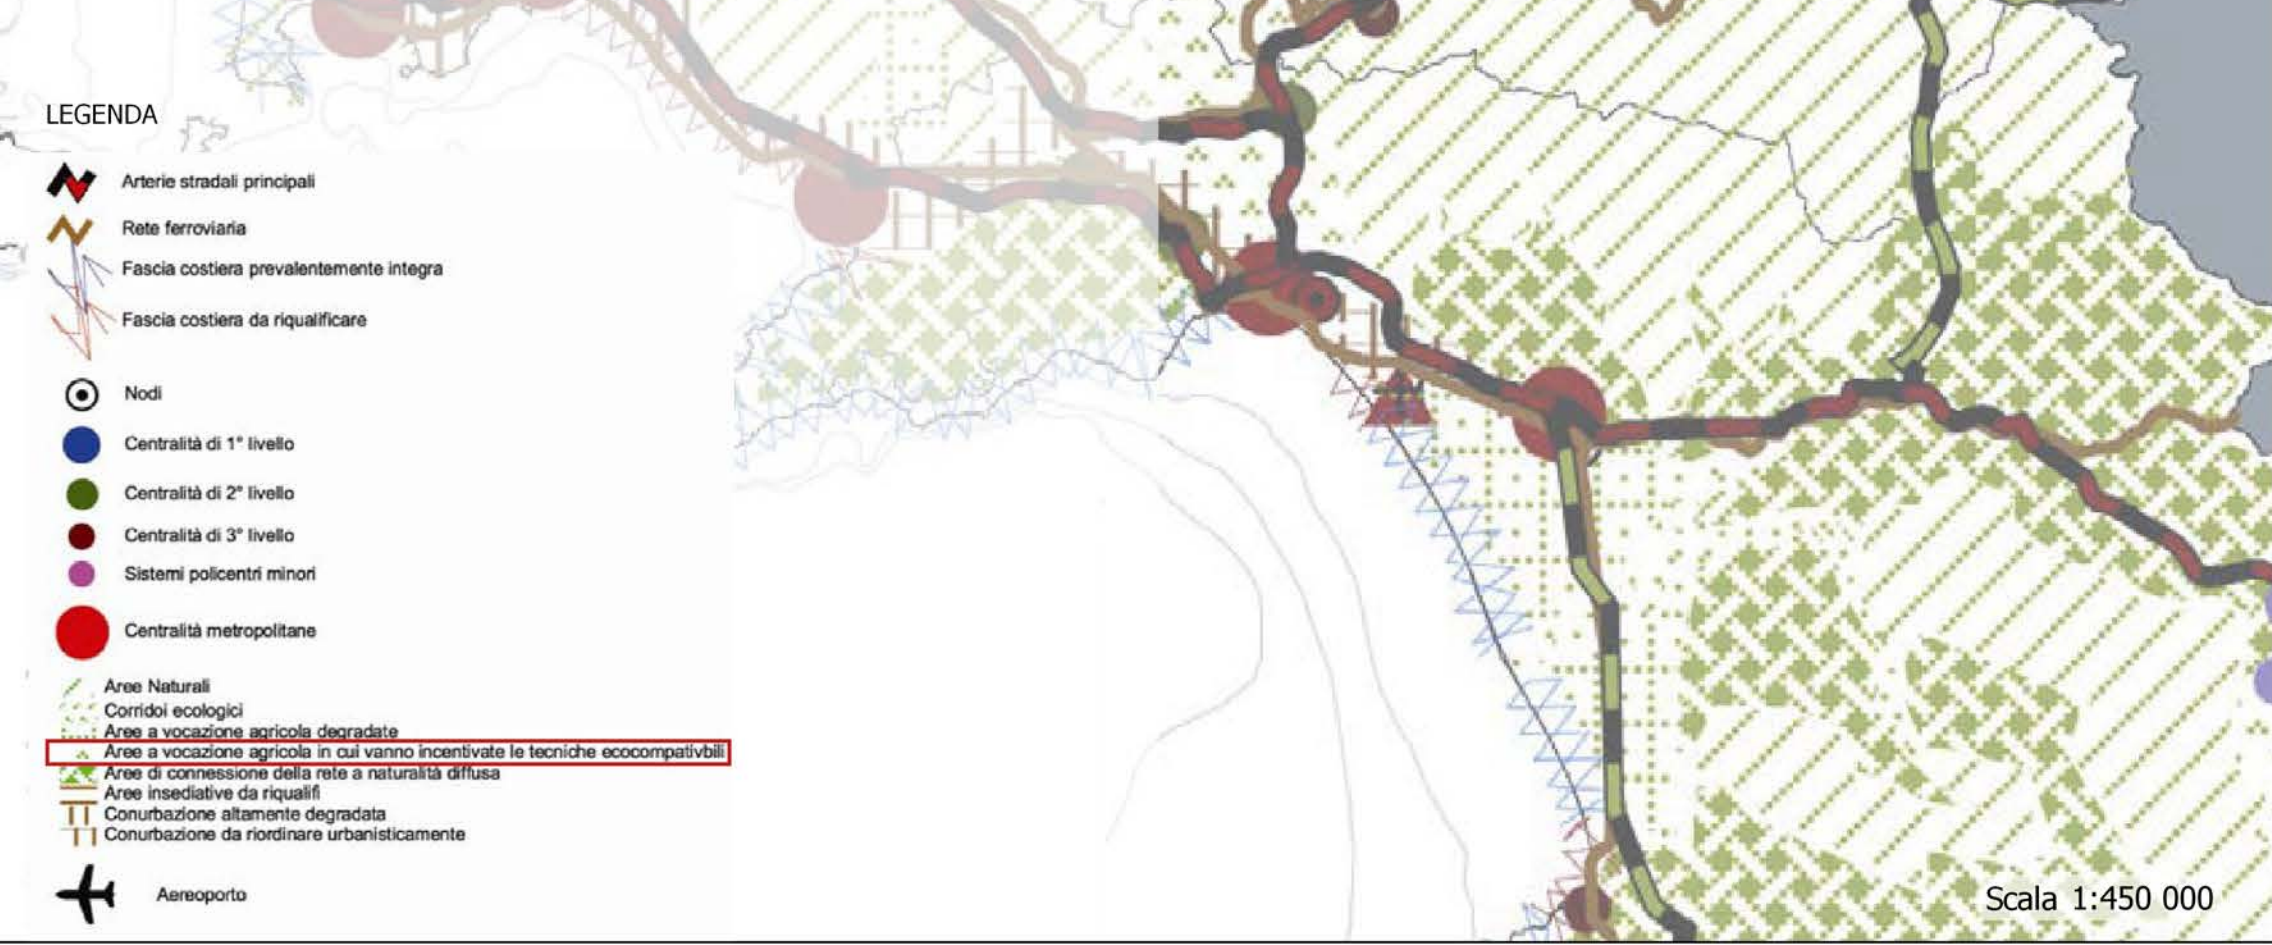 LEGENDA
Arterie stradali principali
Rete ferroviaria
Fascia costiera prevalentemente integra
Fascia costiera da riqualificare
Nodi
Centralità di 1° livello
Centralità di 2° livello
Centralità di 3° livello
Sistemi policentri minori
Centralità metropolitane
Aree Naturali
Corridoi ecologici
Aree a vocazione agricola degradate
Aree a vocazione agricola in cui vanno incentivate le tecniche ecocompativbili
Aree di connessione della rete a naturalità diffusa
Aree insediative da riqualifi
Conurbazione altamente degradata
Conurbazione da riordinare urbanisticamente
Aereoporto
Scala 1:450 000